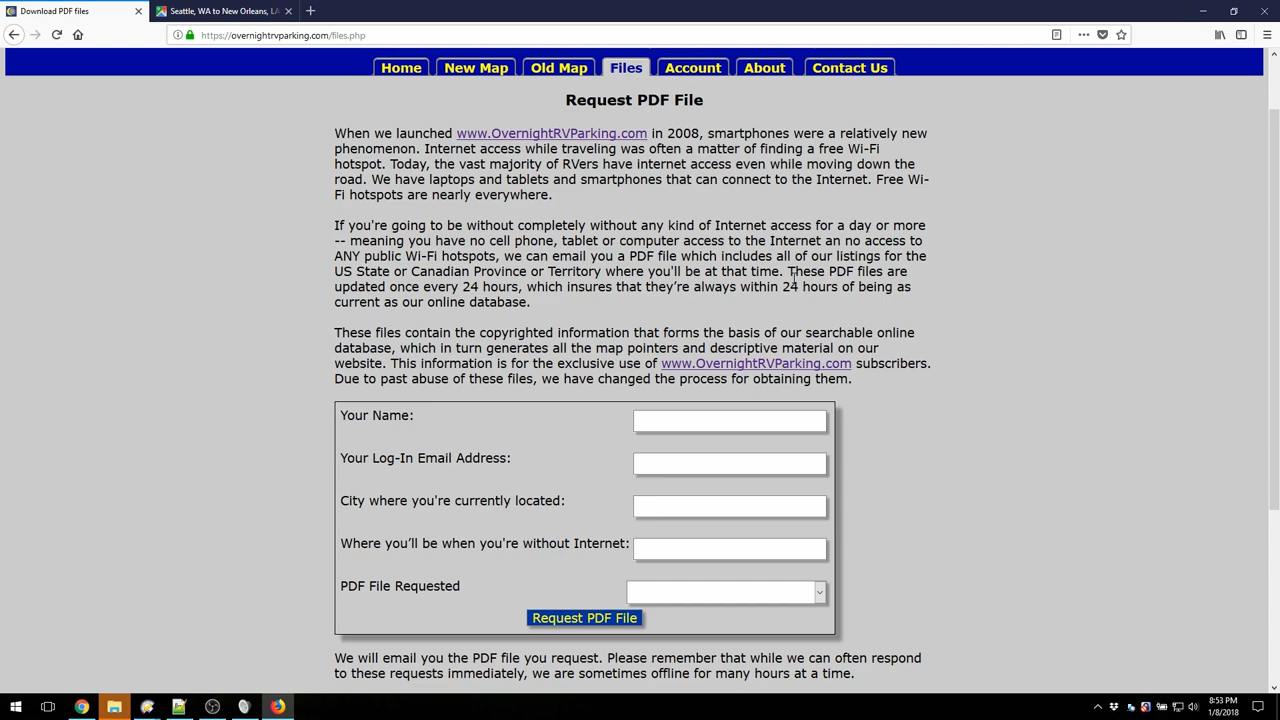 Download PDF files
Seattle, WA to New Orleans, LA
https://overnightrvparking.com/files.php
Home
New Map
Old Map
Files
Account
About
Contact Us
Request PDF File
When we launched www.OvernightRVParking.com in 2008, smartphones were a relatively new
phenomenon. Internet access while traveling was often a matter of finding a free Wi-Fi
hotspot. Today, the vast majority of RVers have internet access even while moving down the
road. We have laptops and tablets and smartphones that can connect to the Internet. Free Wi-
Fi hotspots are nearly everywhere.
If you're going to be without completely without any kind of Internet access for a day or more
-- meaning you have no cell phone, tablet or computer access to the Internet an no access to
ANY public Wi-Fi hotspots, we can email you a PDF file which includes all of our listings for the
US State or Canadian Province or Territory where you'll be at that time. These PDF files are
updated once every 24 hours, which insures that they’re always within 24 hours of being as
current as our online database.
These files contain the copyrighted information that forms the basis of our searchable online
database, which in turn generates all the map pointers and descriptive material on our
website. This information is for the exclusive use of www.OvernightRVParking.com subscribers.
Due to past abuse of these files, we have changed the process for obtaining them.
Your Name:
Your Log-In Email Address:
City where you're currently located:
Where you’ll be when you're without Internet:
PDF File Requested
Request PDF File
We will email you the PDF file you request. Please remember that while we can often respond
to these requests immediately, we are sometimes offline for many hours at a time.
8:53 PM
1/8/2018